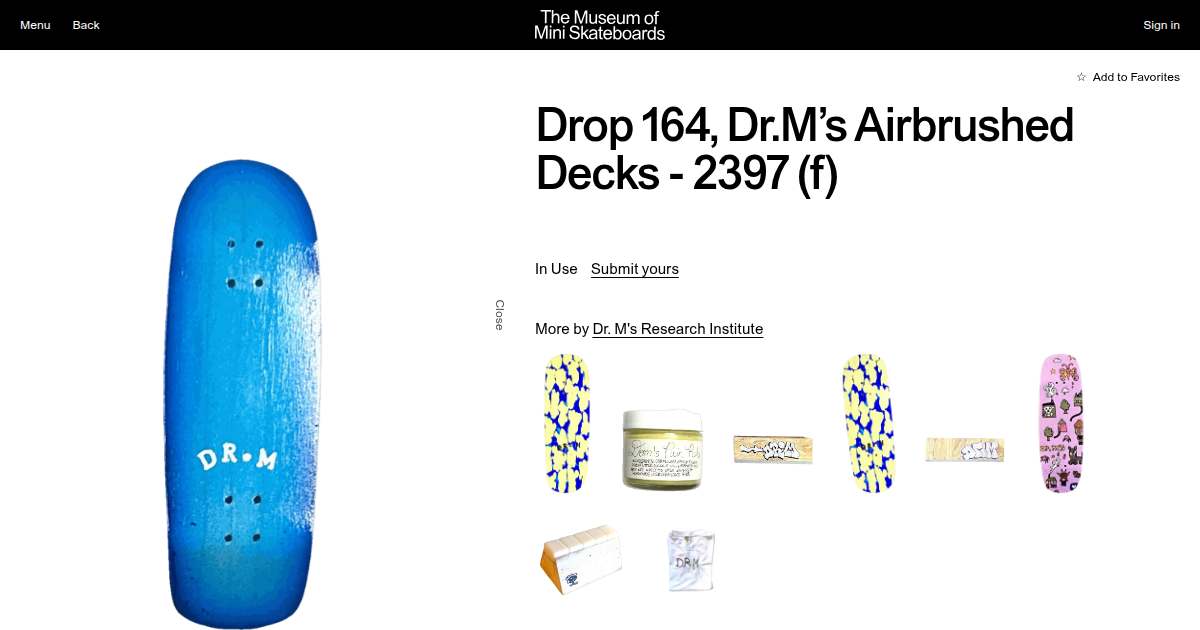 Menu
Back
The Museum of
Mini Skateboards
Sign in
☆ Add to Favorites
Drop 164, Dr.M’s Airbrushed
Decks - 2397 (f)
In Use
Submit yours
Close
More by Dr. M's Research Institute
DR.M
DRM